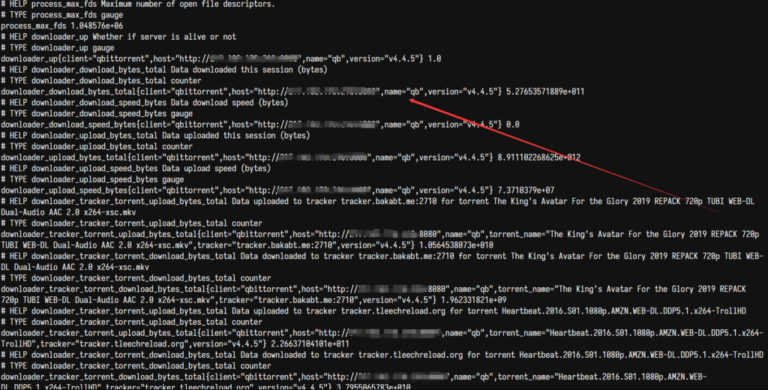 # HELP process_max_fds Maximum number of open file descriptors.
# TYPE process_max_fds gauge
process_max_fds 1.048576e+06
# HELP downloader_up Whether if server is alive or not
# TYPE downloader_up gauge
downloader_up{client="qbittorrent",host="http://",name="qb",version="v4.4.5"} 1.0
# HELP downloader_download_bytes_total Data downloaded this session (bytes)
# TYPE downloader_download_bytes_total counter
downloader_download_bytes_total{client="qbittorrent",host="http://",name="qb",version="v4.4.5"} 5.27653571889e+011
# HELP downloader_download_speed_bytes Data download speed (bytes)
# TYPE downloader_download_speed_bytes gauge
downloader_download_speed_bytes{client="qbittorrent",host="http://",name="qb",version="v4.4.5"} 0.0
# HELP downloader_upload_bytes_total Data uploaded this session (bytes)
# TYPE downloader_upload_bytes_total counter
downloader_upload_bytes_total{client="qbittorrent",host="http://",name="qb",version="v4.4.5"} 8.911102268625e+012
# HELP downloader_upload_speed_bytes Data upload speed (bytes)
# TYPE downloader_upload_speed_bytes gauge
downloader_upload_speed_bytes{client="qbittorrent",host="http://",name="qb",version="v4.4.5"} 7.3710379e+07
# HELP downloader_tracker_torrent_upload_bytes_total Data uploaded to tracker tracker.bakabt.me:2710 for torrent The King's Avatar For the Glory 2019 REPACK 720p TUBI WEB-DL
Dual-Audio AAC 2.0 x264-xsc.mkv
# TYPE downloader_tracker_torrent_upload_bytes_total counter
downloader_tracker_torrent_upload_bytes_total{client="qbittorrent",host="http://:8080",name="qb",torrent_name="The King's Avatar For the Glory 2019 REPACK 720p
TUBI WEB-DL Dual-Audio AAC 2.0 x264-xsc.mkv",tracker="tracker.bakabt.me:2710",version="v4.4.5"} 1.0564538073e+010
# HELP downloader_tracker_torrent_download_bytes_total Data downloaded to tracker tracker.bakabt.me:2710 for torrent The King's Avatar For the Glory 2019 REPACK 720p TUBI WEB-
DL Dual-Audio AAC 2.0 x264-xsc.mkv
# TYPE downloader_tracker_torrent_download_bytes_total counter
downloader_tracker_torrent_download_bytes_total{client="qbittorrent",host="http://8080",name="qb",torrent_name="The King's Avatar For the Glory 2019 REPACK
720p TUBI WEB-DL Dual-Audio AAC 2.0 x264-xsc.mkv",tracker="tracker.bakabt.me:2710",version="v4.4.5"} 1.962331821e+09
# HELP downloader_tracker_torrent_upload_bytes_total Data uploaded to tracker tracker.tleechreload.org for torrent Heartbeat.2016.S01.1080p.AMZN.WEB-DL.DDP5.1.x264-TrollHD
# TYPE downloader_tracker_torrent_upload_bytes_total counter
downloader_tracker_torrent_upload_bytes_total{client="qbittorrent",host="http://",name="qb",torrent_name="Heartbeat.2016.S01.1080p.AMZN.WEB-DL.DDP5.1.x264-
TrollHD",tracker="tracker.tleechreload.org",version="v4.4.5"} 2.26637104101e+011
# HELP downloader_tracker_torrent_download_bytes_total Data downloaded to tracker tracker.tleechreload.org for torrent Heartbeat.2016.S01.1080p.AMZN.WEB-DL.DDP5.1.x264-TrollHD
# TYPE downloader_tracker_torrent_download_bytes_total counter
downloader_tracker_torrent_download_bytes_total{client="qbittorrent",host="http://",name="qb",torrent_name="Heartbeat.2016.S01.1080p.AMZN.WEB-
DL.DDP5.1.x264-TrollHD",tracker="tracker.tleechreload.org",version="v4.4.5"} 3.7955065783e+010